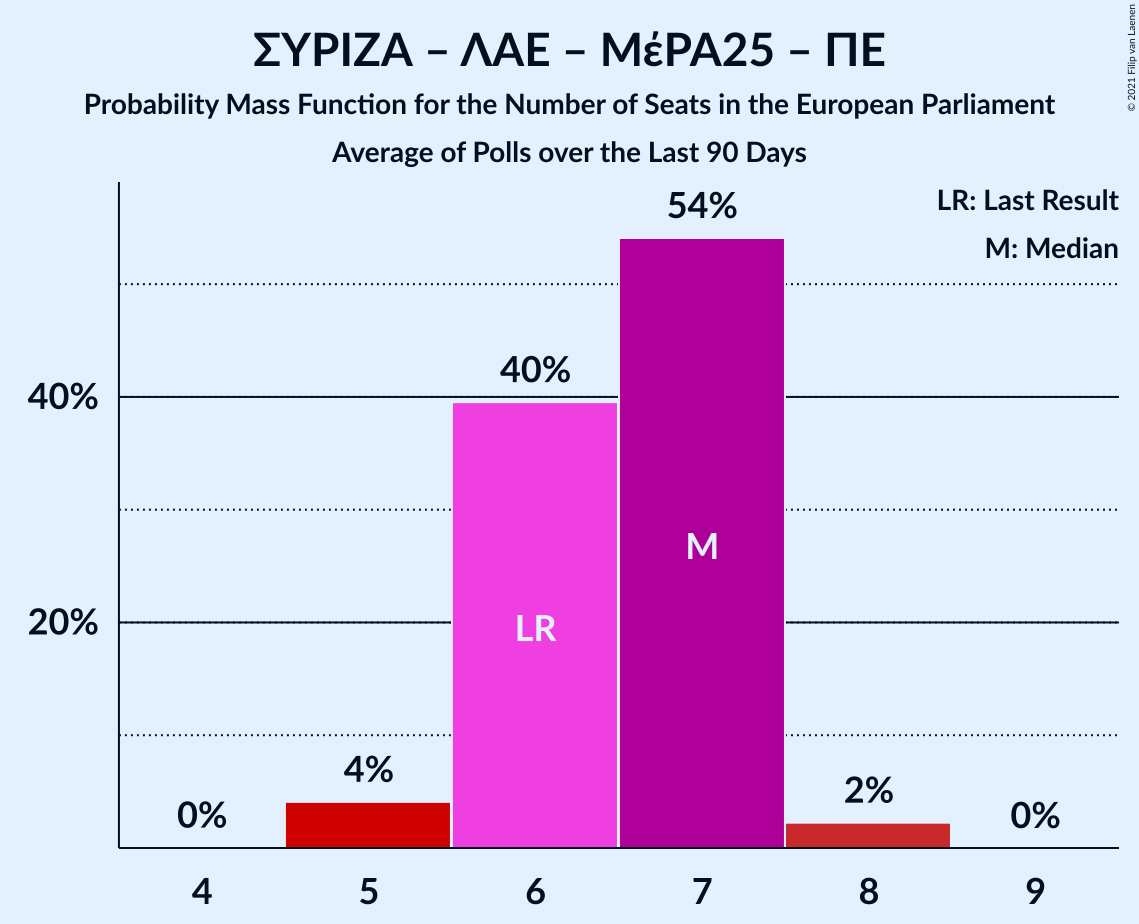 ΣΥΡΙΖΑ – ΛΑΕ – ΜέΡΑ25 – ΠΕ
Probability Mass Function for the Number of Seats in the European Parliament
Average of Polls over the Last 90 Days
© 2021 Filip van Laenen
LR: Last Result
M: Median
54%
40%
40%
M
LR
20%
4%
2%
0%
0%
4 5 6 7 8 9